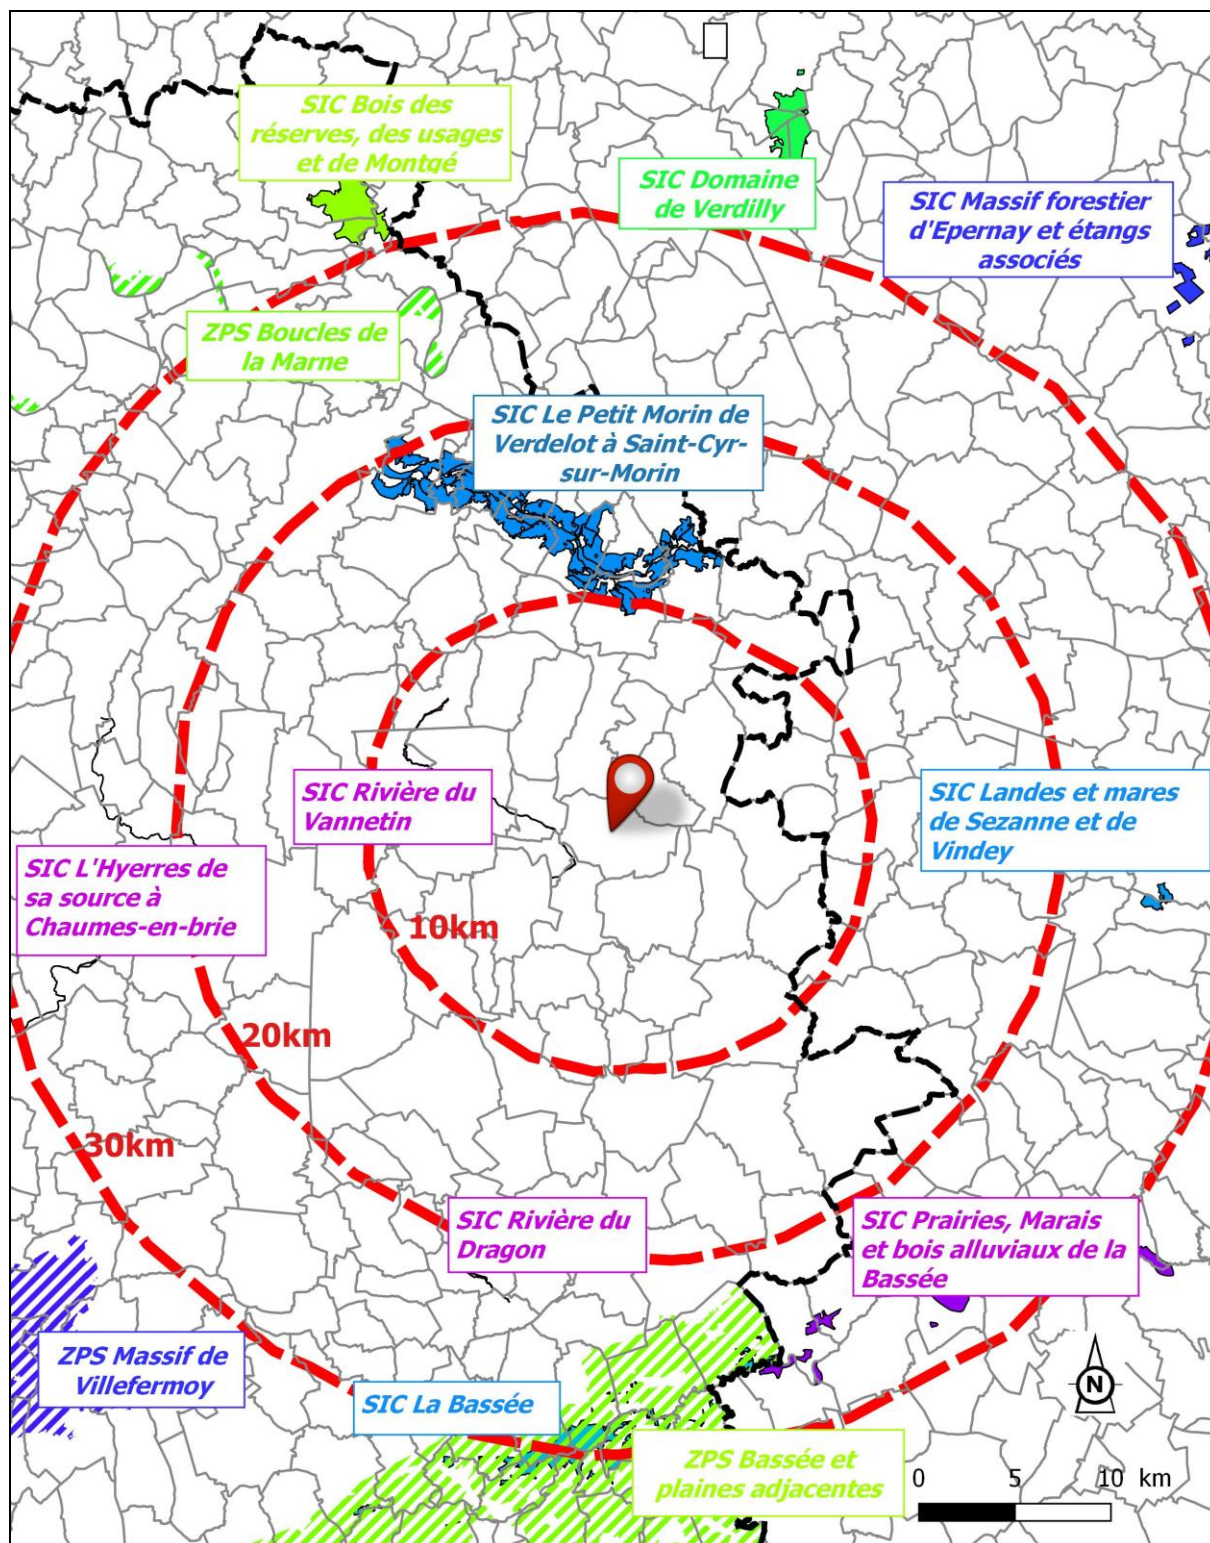 SIC Bois des
réserves, des usages
et de Montgé
SIC Domaine
de Verdilly
SIC Massif forestier
d'Epernay et étangs
associés
ZPS Boucles de
la Marne
SIC Le Petit Morin de
Verdelot à Saint-Cyr-
sur-Morin
SIC Rivière du
Vannetin
SIC Landes et mares
de Sezanne et de
Vindey
SIC L'Hyerres de
sa source à
Chaumes-en-brie
10km
20km
30km
SIC Rivière du
Dragon
SIC Prairies, Marais
et bois alluviaux de la
Bassée
ZPS Massif de
Villefermoy
SIC La Bassée
ZPS Bassée et
plaines adjacentes
N
0 5 10 km